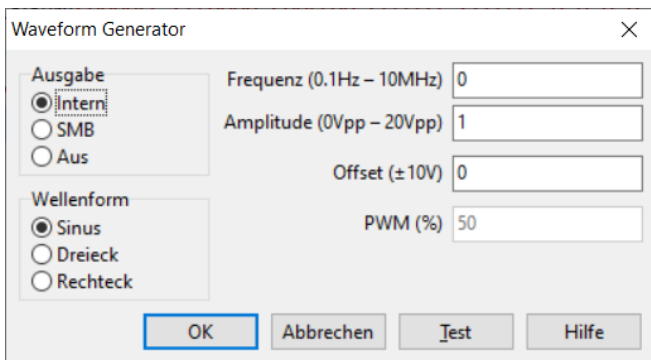 Waveform Generator
Ausgabe
Intern
SMB
Aus
Wellenform
Sinus
Dreieck
Rechteck
Frequenz (0.1Hz – 10MHz) 0
Amplitude (0Vpp – 20Vpp) 1
Offset (±10V) 0
PWM (%) 50
OK Abbrechen Test Hilfe